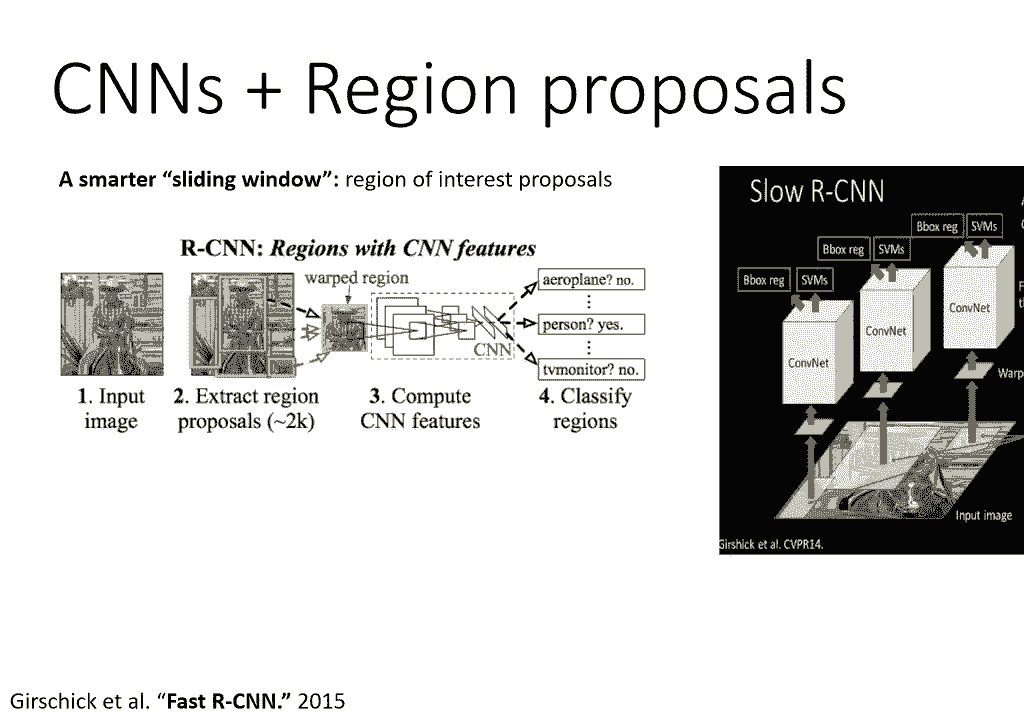 CNNs + Region proposals
A smarter “sliding window”: region of interest proposals
R-CNN: Regions with CNN features
warped region
aeroplane? no.
person? yes.
tvmonitor? no.
CNN
1. Input
image
2. Extract region
proposals (~2k)
3. Compute
CNN features
4. Classify
regions
Slow R-CNN
Bbox reg SVMs
Bbox reg SVMs
Bbox reg SVMs
ConvNet
ConvNet
ConvNet
Input image
Girshick et al. CVPR14.
Girschick et al. “Fast R-CNN.” 2015